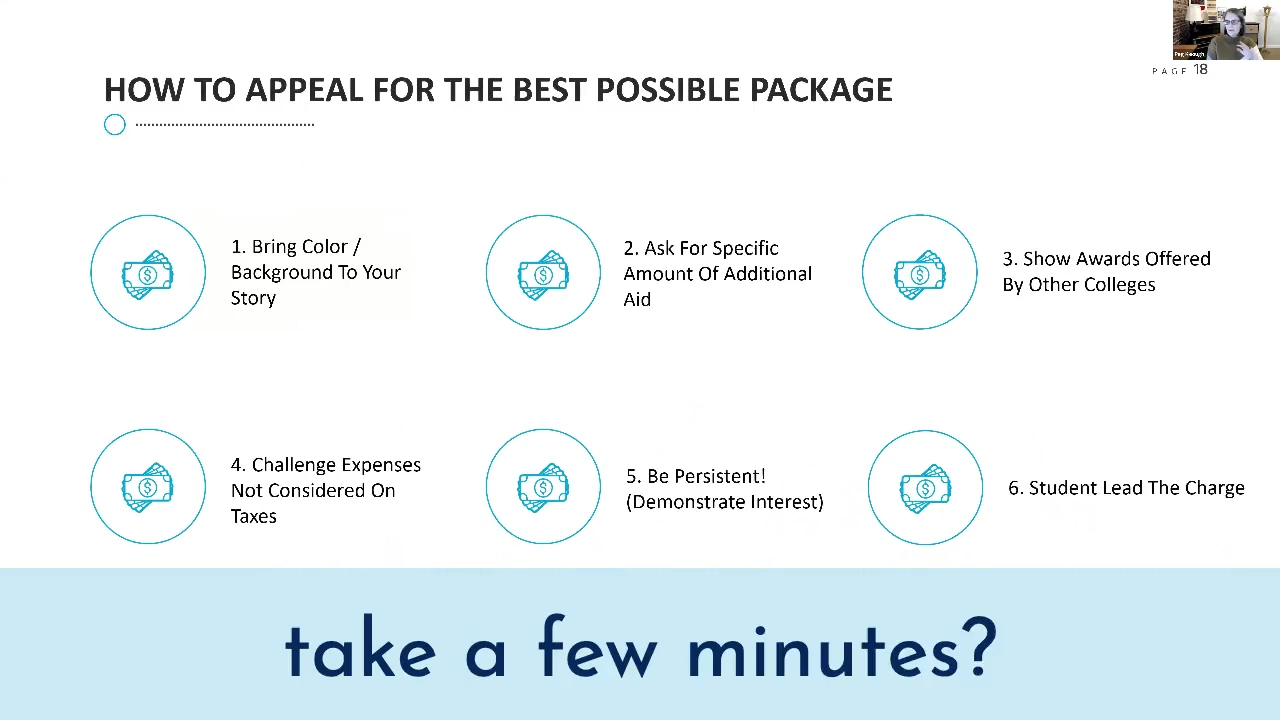 Peg Keough
PAGE 18
HOW TO APPEAL FOR THE BEST POSSIBLE PACKAGE
1. Bring Color /
Background To Your
Story
2. Ask For Specific
Amount Of Additional
Aid
3. Show Awards Offered
By Other Colleges
4. Challenge Expenses
Not Considered On
Taxes
5. Be Persistent!
(Demonstrate Interest)
6. Student Lead The Charge
take a few minutes?